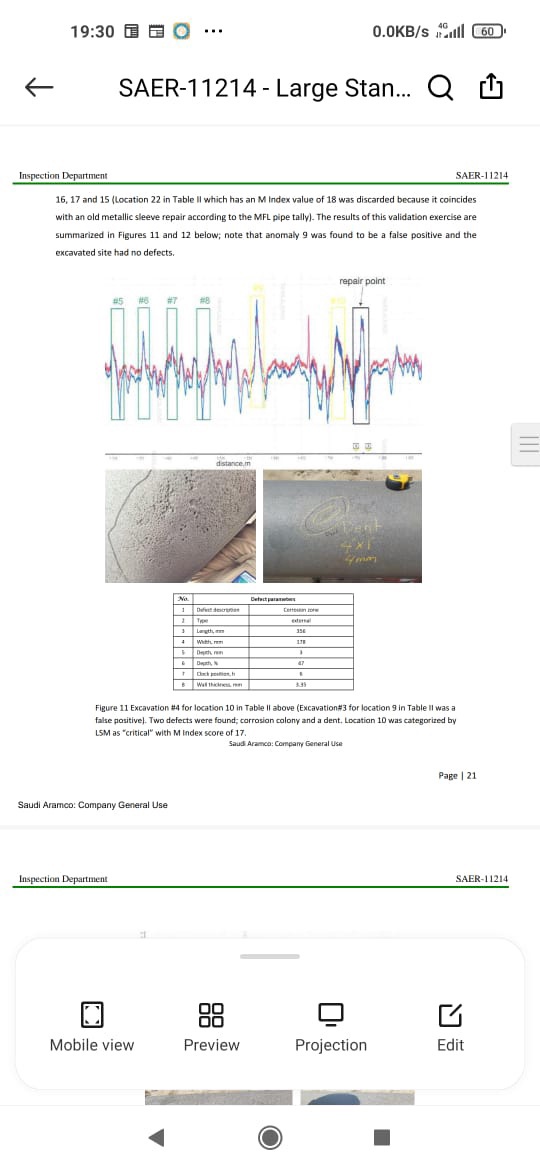 19:30
0.0KB/s 4G 60
SAER-11214 - Large Stan...
Inspection Department SAER-11214
16, 17 and 15 (Location 22 in Table II which has an M Index value of 18 was discarded because it coincides
with an old metallic sleeve repair according to the MFL pipe tally). The results of this validation exercise are
summarized in Figures 11 and 12 below; note that anomaly 9 was found to be a false positive and the
excavated site had no defects.
repair point
#5 #6 #7 #8
distance,m
Dent
4x1
4mm
No. Defect parameters
1 Defect description Corrosion zone
2 Type external
3 Length, mm 356
4 Width, mm 178
5 Depth, mm 3
6 Depth, % 47
7 Clock position, h 6
8 Wall thickness, mm 3.35
Figure 11 Excavation #4 for location 10 in Table II above (Excavation#3 for location 9 in Table II was a
false positive). Two defects were found; corrosion colony and a dent. Location 10 was categorized by
LSM as "critical" with M Index score of 17.
Saudi Aramco: Company General Use
Page | 21
Saudi Aramco: Company General Use
Inspection Department SAER-11214
Mobile view Preview Projection Edit